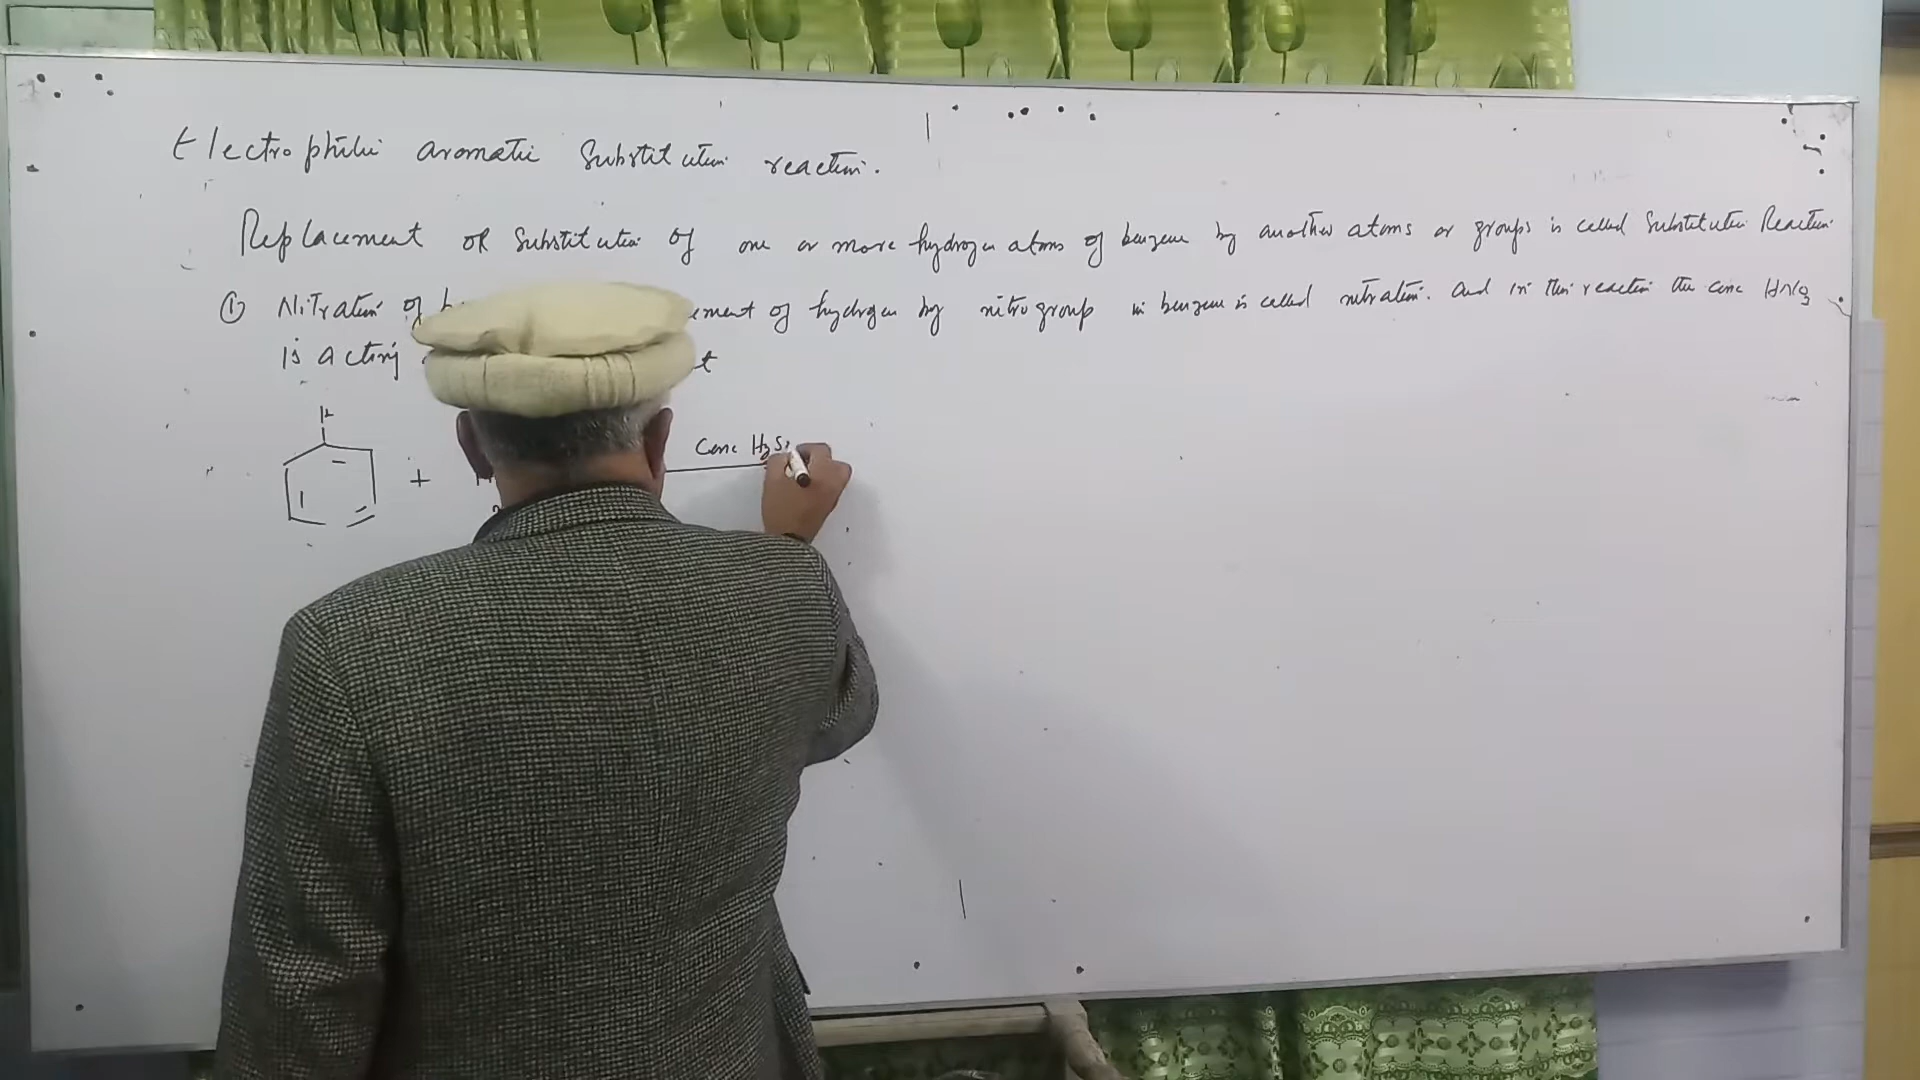 Electrophilic aromatic Substitution reaction.
Replacement OR Substitution of one or more hydrogen atoms of benzene by another atoms or groups is called Substitution Reaction.
① Nitration of ement of hydrogen by nitro group in benzene is called nitration. And in this reaction the conc HNO3
is acting t
H
Conc H2S
+